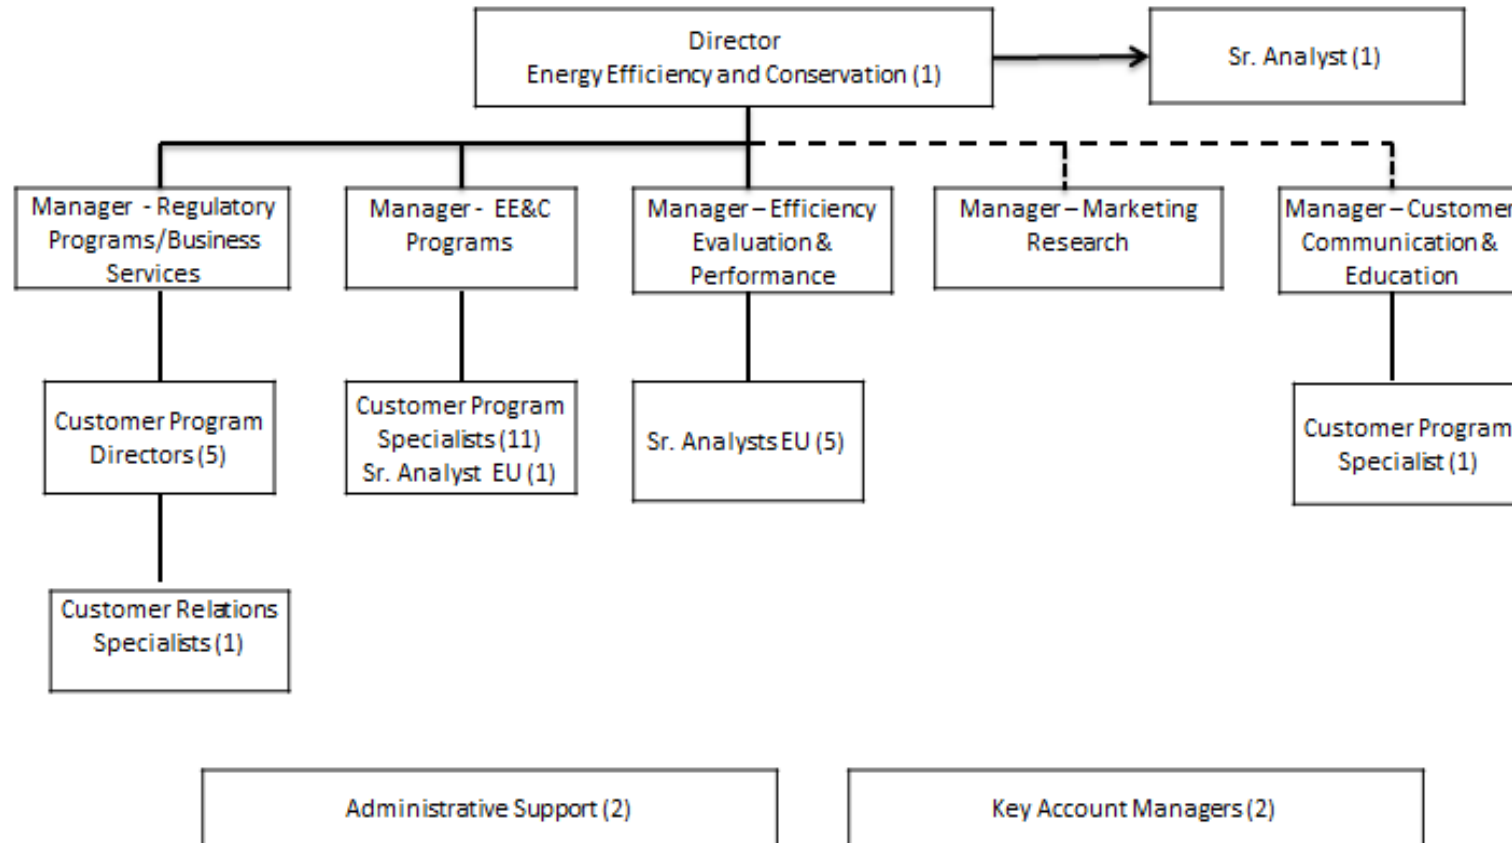 Director
Energy Efficiency and Conservation (1)
Sr. Analyst (1)
Manager - Regulatory
Programs/Business
Services
Manager - EE&C
Programs
Manager – Efficiency
Evaluation &
Performance
Manager – Marketing
Research
Manager – Customer
Communication &
Education
Customer Program
Directors (5)
Customer Program
Specialists (11)
Sr. Analyst EU (1)
Sr. Analysts EU (5)
Customer Program
Specialist (1)
Customer Relations
Specialists (1)
Administrative Support (2)
Key Account Managers (2)